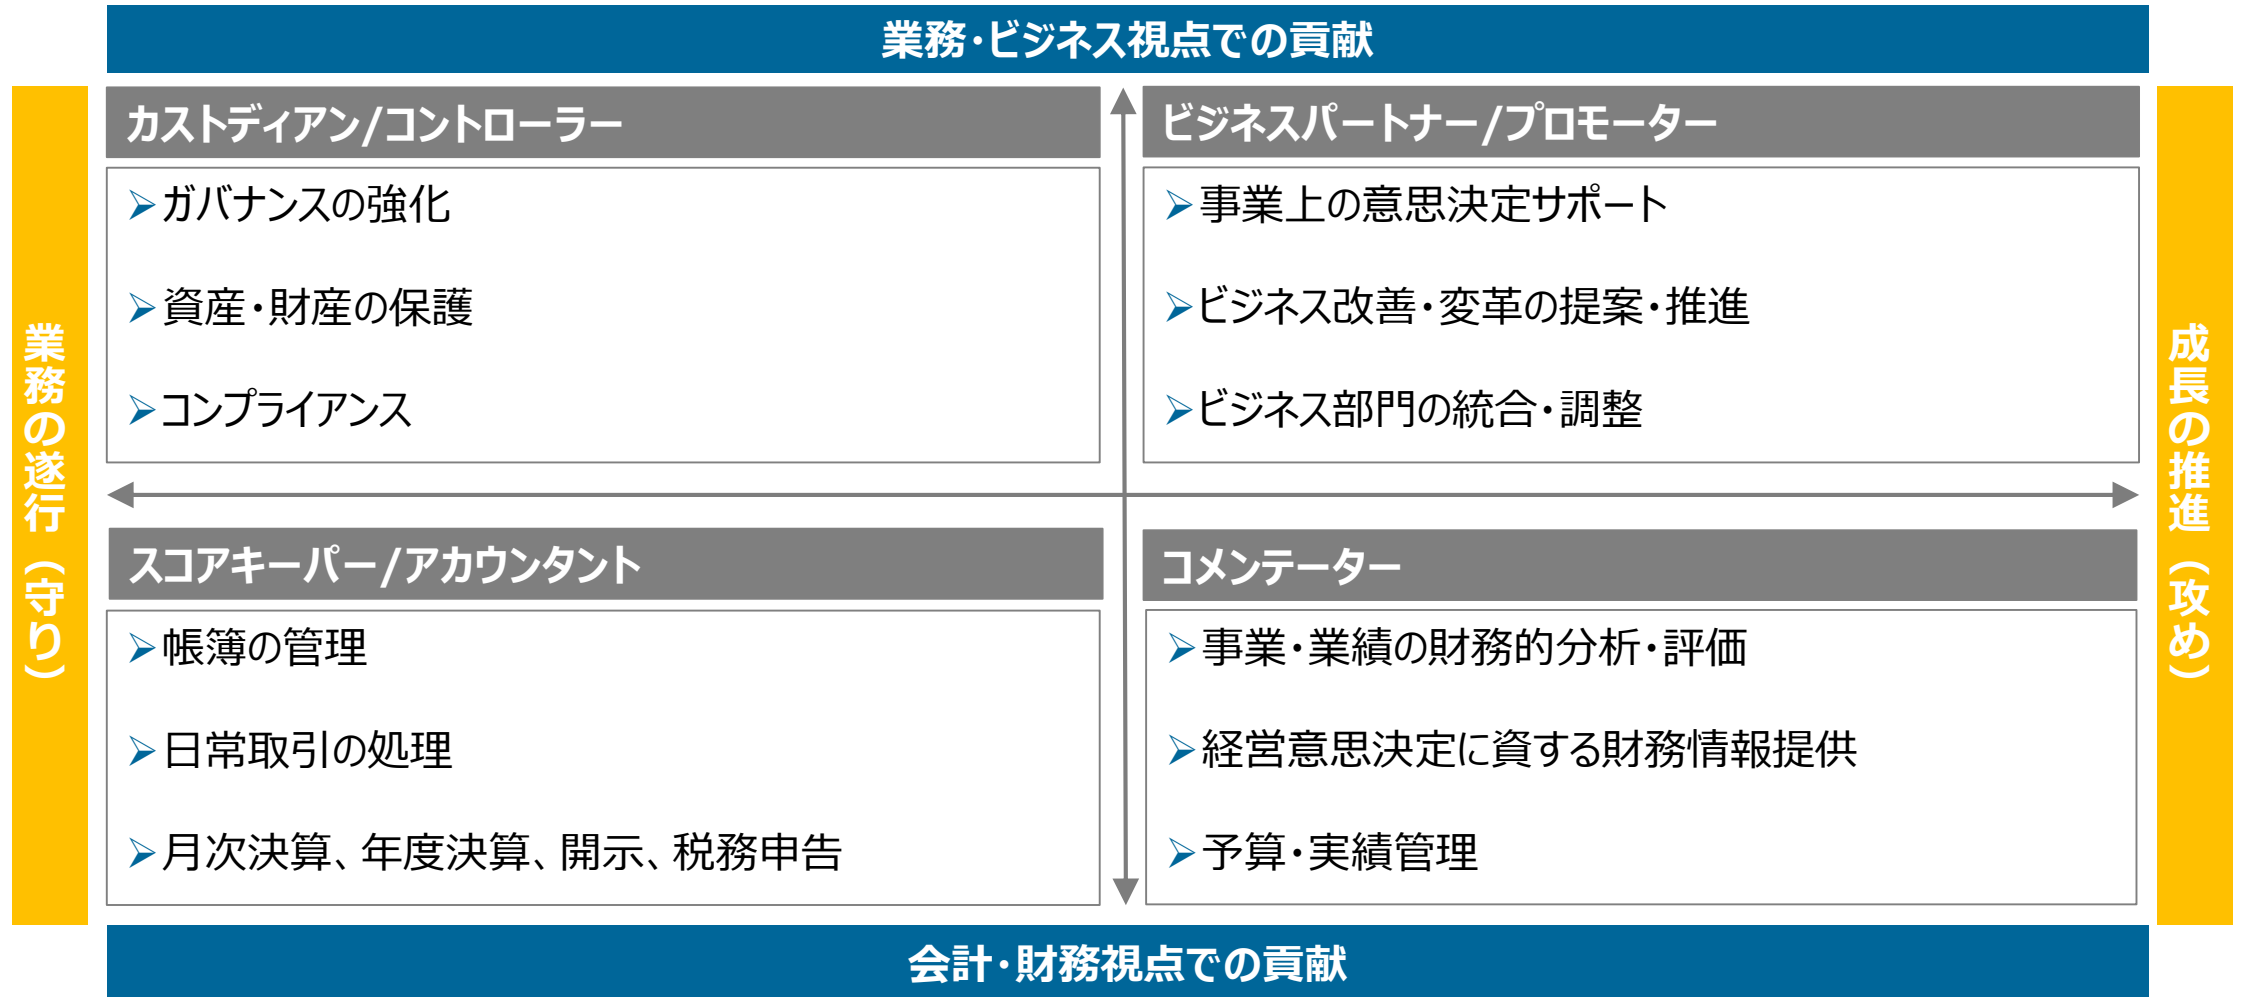 業務・ビジネス視点での貢献
業務の遂行（守り）
カストディアン/コントローラー
➢ガバナンスの強化
➢資産・財産の保護
➢コンプライアンス
ビジネスパートナー/プロモーター
➢事業上の意思決定サポート
➢ビジネス改善・変革の提案・推進
➢ビジネス部門の統合・調整
スコアキーパー/アカウンタント
➢帳簿の管理
➢日常取引の処理
➢月次決算、年度決算、開示、税務申告
コメンテーター
➢事業・業績の財務的分析・評価
➢経営意思決定に資する財務情報提供
➢予算・実績管理
成長の推進（攻め）
会計・財務視点での貢献